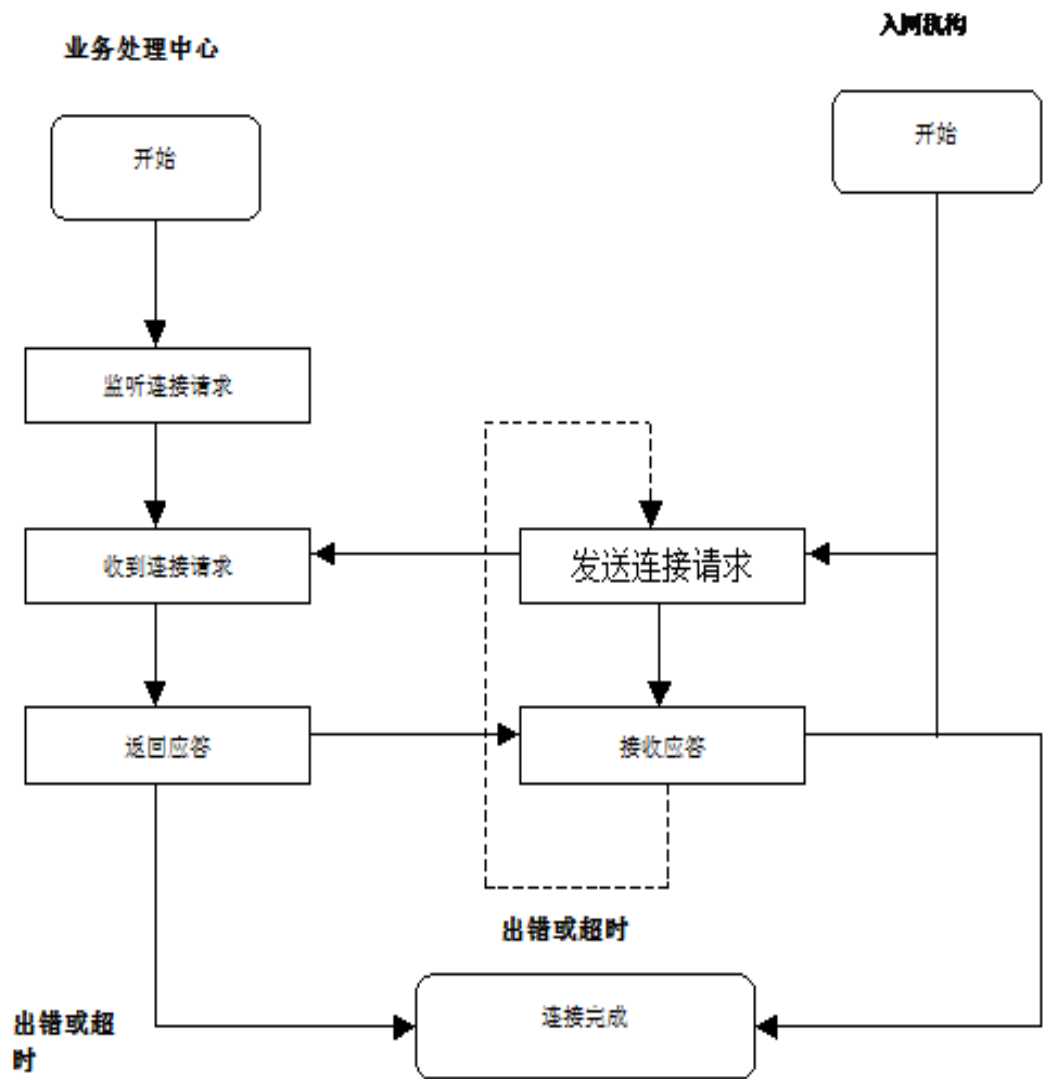 入网机构
业务处理中心
开始
开始
监听连接请求
收到连接请求
发送连接请求
返回应答
接收应答
出错或超时
连接完成
出错或超
时